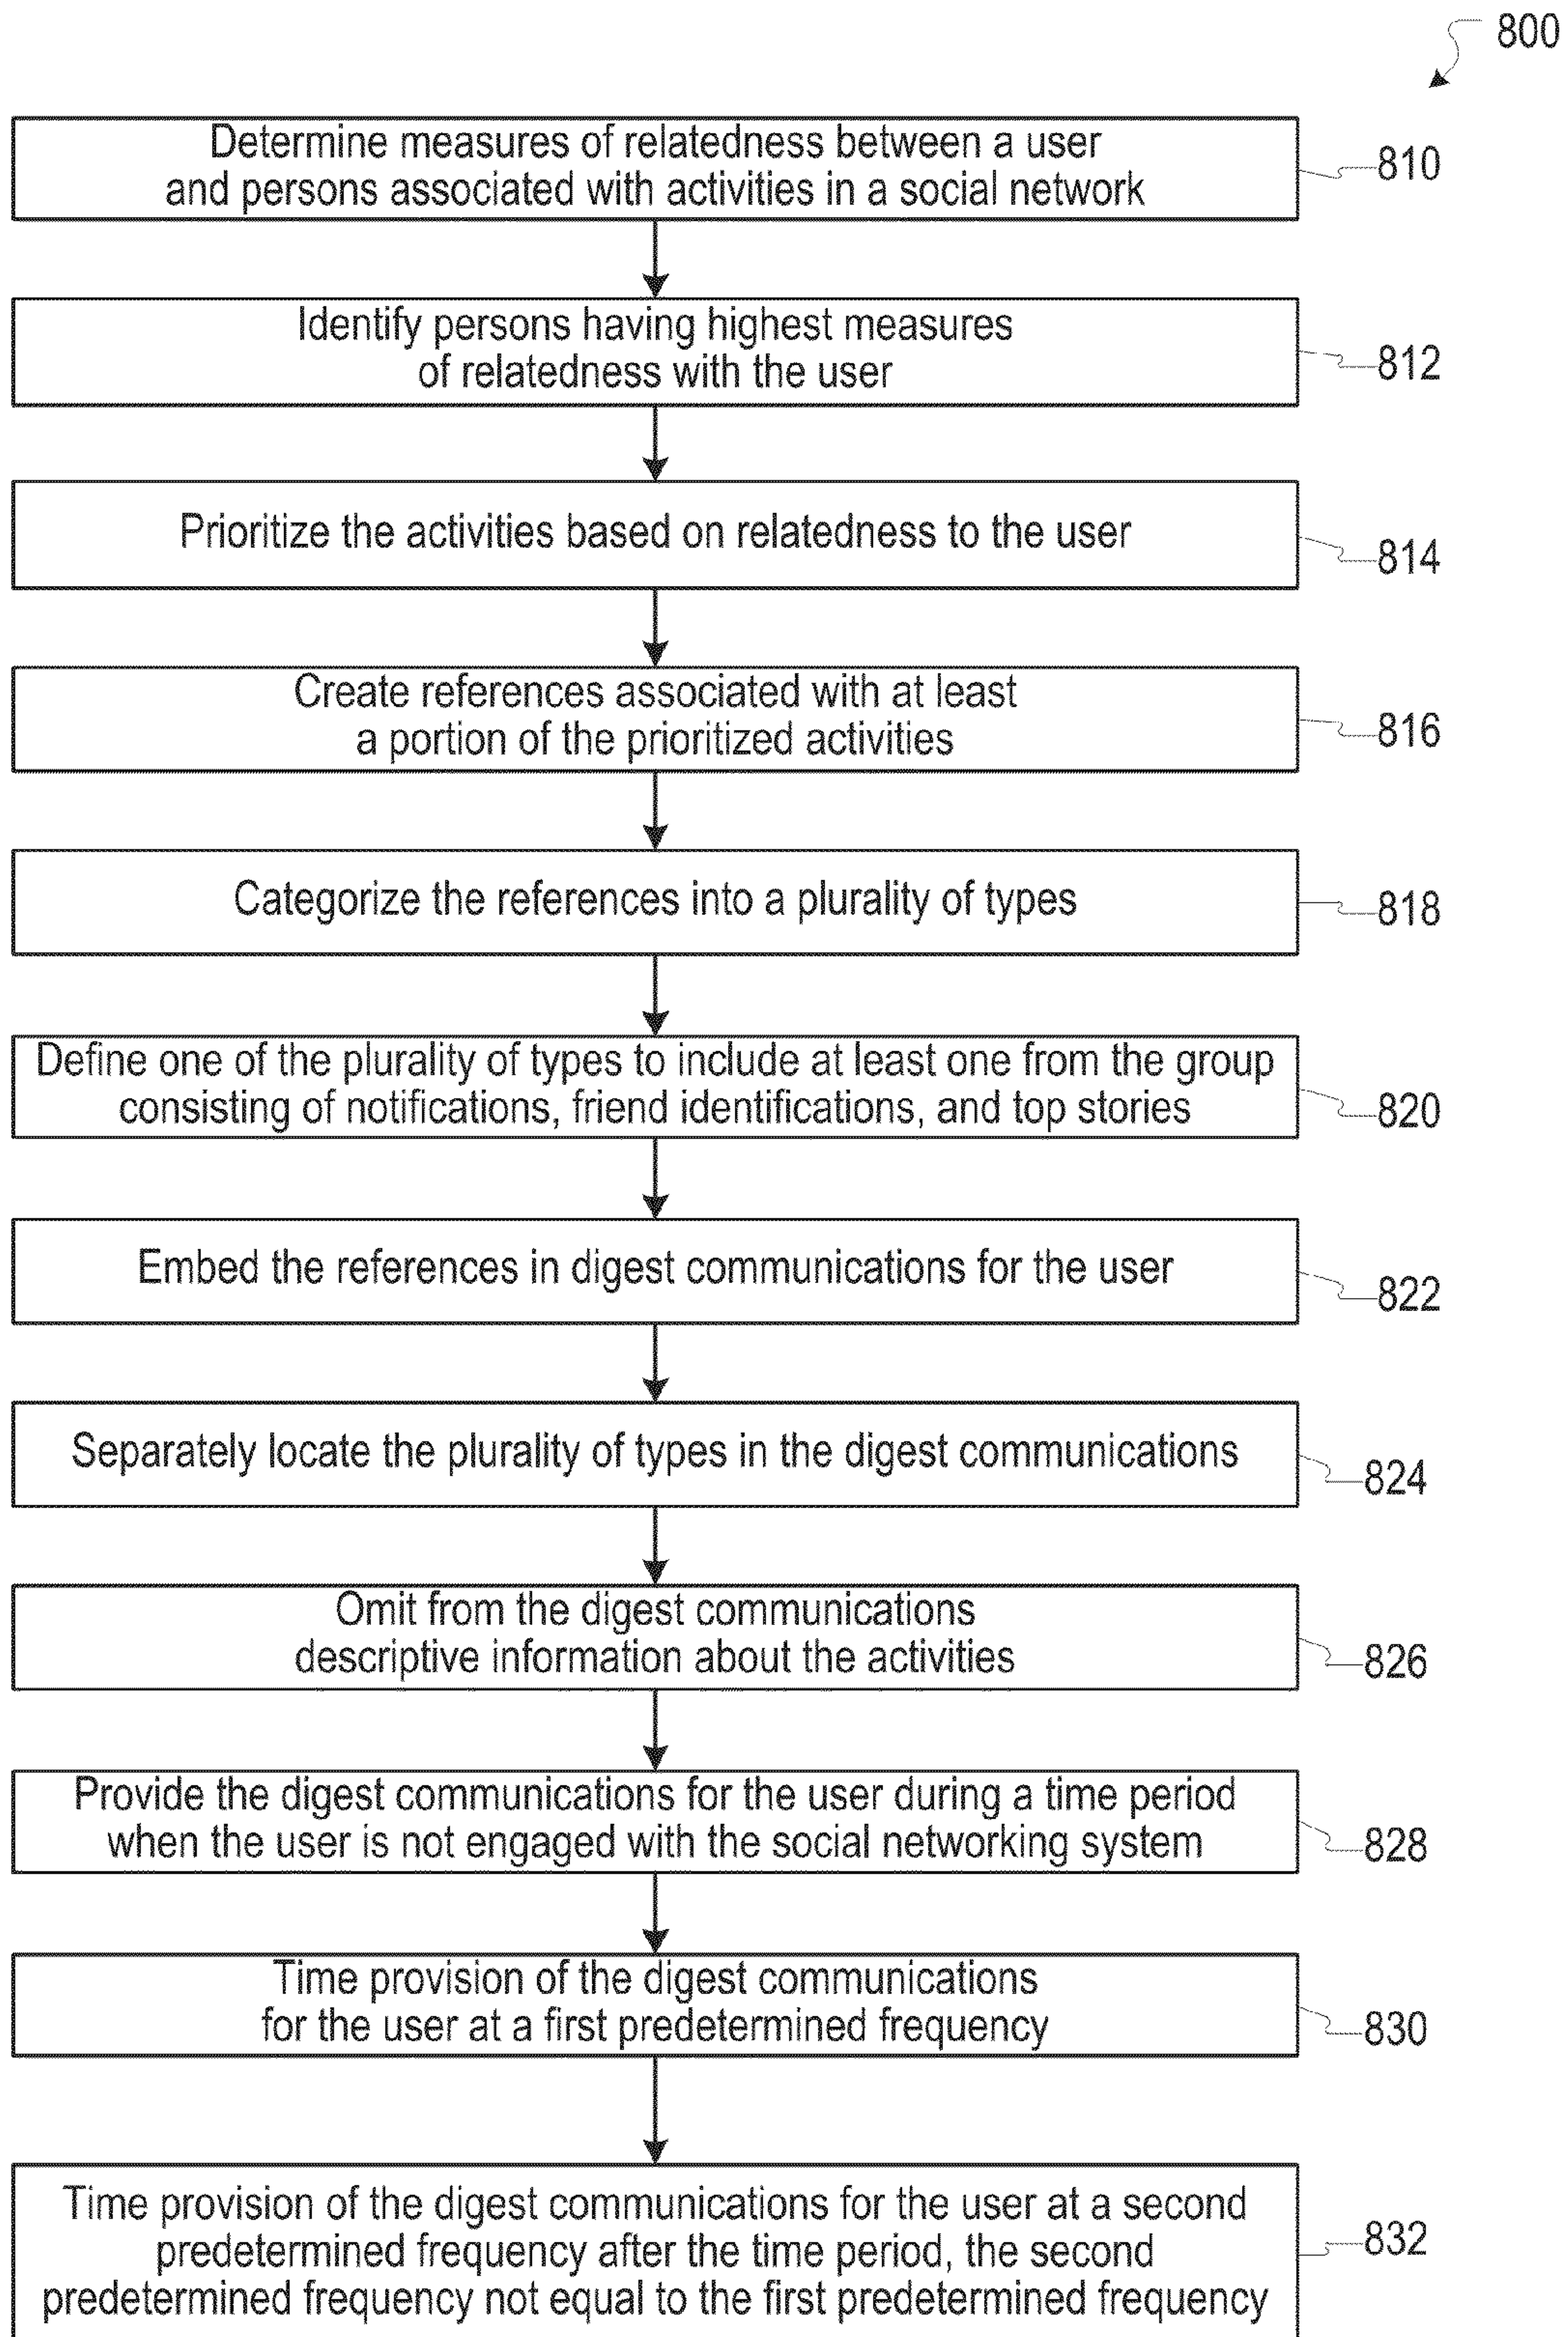 800
Determine measures of relatedness between a user
and persons associated with activities in a social network
810
Identify persons having highest measures
of relatedness with the user
812
Prioritize the activities based on relatedness to the user
814
Create references associated with at least
a portion of the prioritized activities
816
Categorize the references into a plurality of types
818
Define one of the plurality of types to include at least one from the group
consisting of notifications, friend identifications, and top stories
820
Embed the references in digest communications for the user
822
Separately locate the plurality of types in the digest communications
824
Omit from the digest communications
descriptive information about the activities
826
Provide the digest communications for the user during a time period
when the user is not engaged with the social networking system
828
Time provision of the digest communications
for the user at a first predetermined frequency
830
Time provision of the digest communications for the user at a second
predetermined frequency after the time period, the second
predetermined frequency not equal to the first predetermined frequency
832